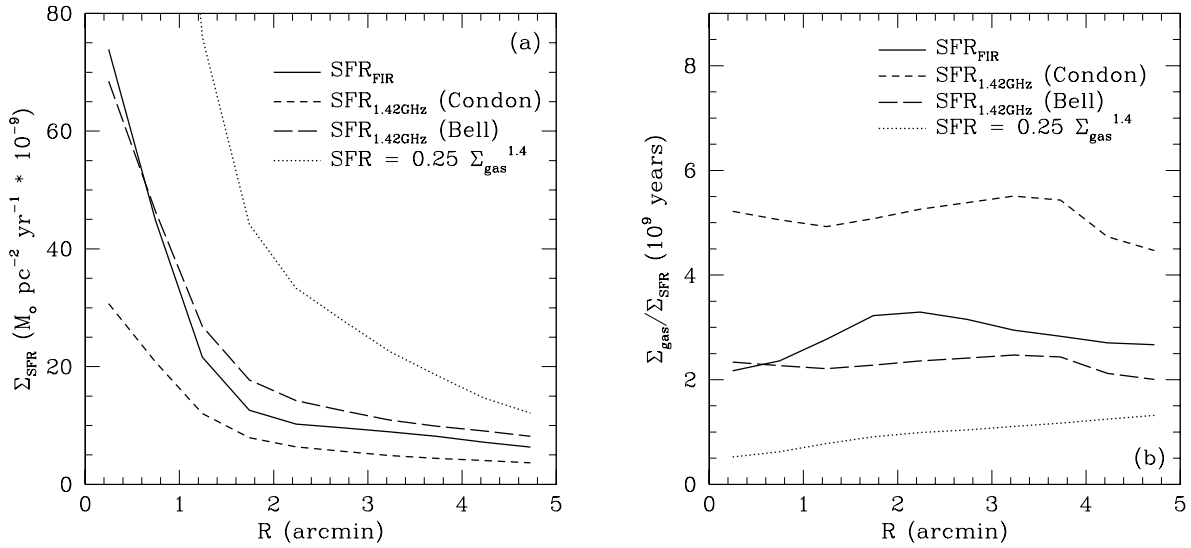 (a)
SFR_FIR
SFR_1.42GHz (Condon)
SFR_1.42GHz (Bell)
SFR = 0.25 Σ_gas^1.4
80
60
40
20
0
0 1 2 3 4 5
R (arcmin)
Σ_SFR (M_⊙ pc^-2 yr^-1 * 10^-9)
SFR_FIR
SFR_1.42GHz (Condon)
SFR_1.42GHz (Bell)
SFR = 0.25 Σ_gas^1.4
8
6
4
2
0
(b)
0 1 2 3 4 5
R (arcmin)
Σ_gas/Σ_SFR (10^9 years)